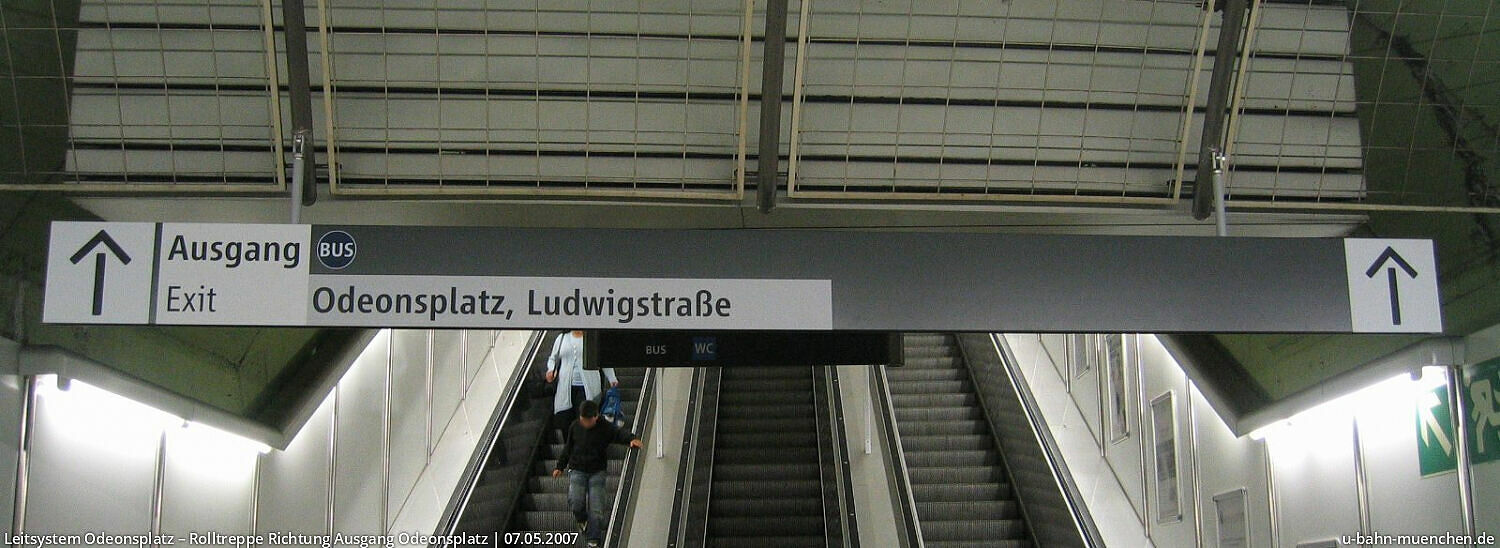 Ausgang BUS
Exit
Odeonsplatz, Ludwigstraße
BUS WC
Leitsystem Odeonsplatz – Rolltreppe Richtung Ausgang Odeonsplatz | 07.05.2007
u-bahn-muenchen.de